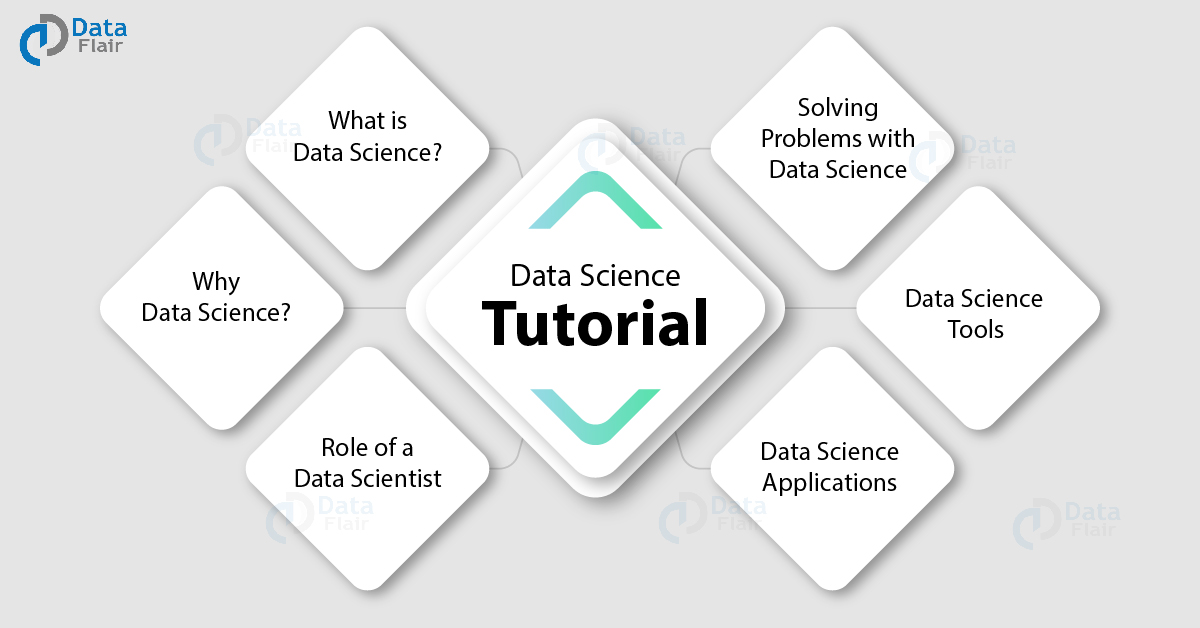 Data
Flair
What is
Data Science?
Solving
Problems with
Data Science
Why
Data Science?
Data Science
Tutorial
Data Science
Tools
Role of a
Data Scientist
Data Science
Applications
Data
Flair
Data
Flair
Data
Flair
Data
Flair
Data
Flair
Data
Flair